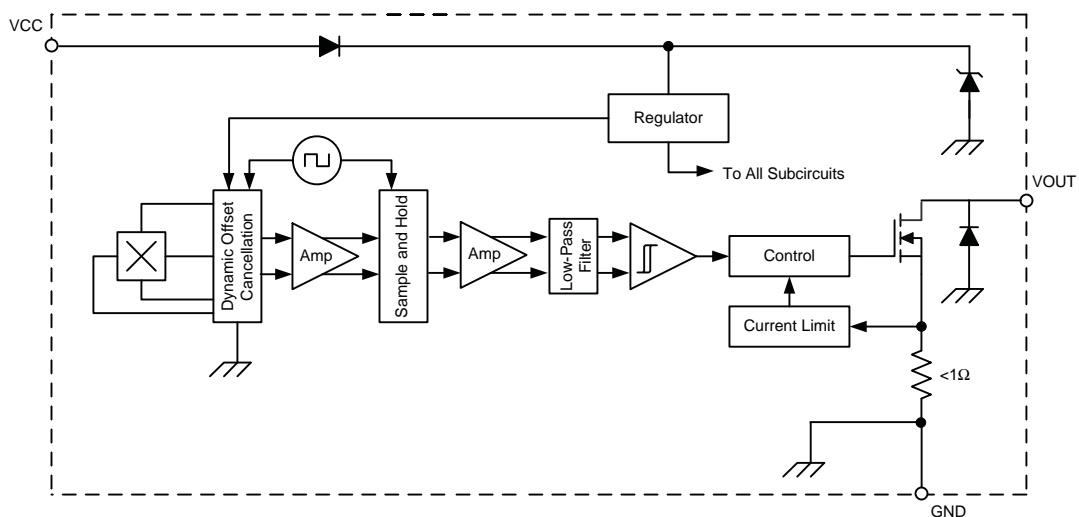 VCC
Regulator
To All Subcircuits
VOUT
Dynamic Offset
Cancellation
Amp
Sample and Hold
Amp
Low-Pass
Filter
Control
Current Limit
<1Ω
GND